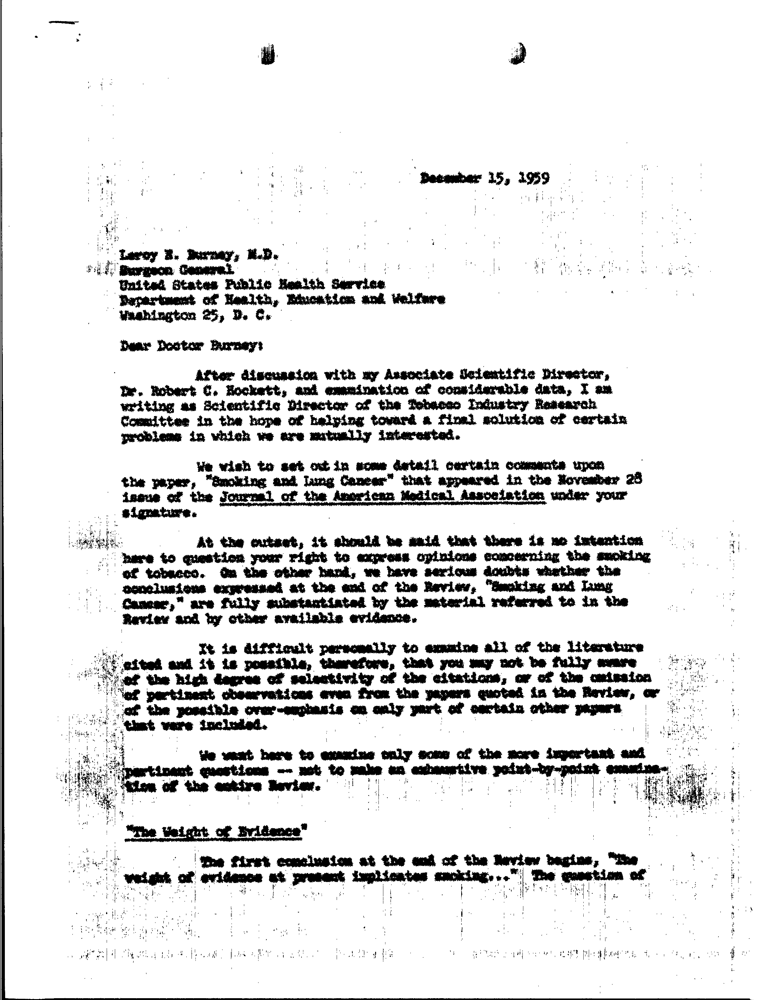 December 15, 1959
Leroy E. Burney, M.D.
Surgeon General
United States Public Health Service
Department of Health, Education and Welfare
Washington 25, D. C.
Dear Doctor Burney:
After discussion with my Associate Scientific Director,
Dr. Robert C. Hockett, and examination of considerable data, I am
writing as Scientific Director of the Tobacco Industry Research
Committee in the hope of helping toward a final solution of certain
problems in which we are mutually interested.
We wish to set out in some detail certain comments upon
the paper, "Smoking and Lung Cancer" that appeared in the November 28
issue of the Journal of the American Medical Association under your
signature.
At the outset, it should be said that there is no intention
here to question your right to express opinions concerning the smoking
of tobacco. On the other hand, we have serious doubts whether the
conclusions expressed at the end of the Review, "Smoking and Lung
Cancer," are fully substantiated by the material referred to in the
Review and by other available evidence.
It is difficult personally to examine all of the literature
cited and it is possible, therefore, that you may not be fully aware
of the high degree of selectivity of the citations, or of the omission
of pertinent observations even from the papers quoted in the Review, or
of the possible over-emphasis on only part of certain other papers
that were included.
We want here to examine only some of the more important and
pertinent questions -- not to make an exhaustive point-by-point examina-
tion of the entire Review.
"The Weight of Evidence"
The first conclusion at the end of the Review begins, "The
weight of evidence at present implicates smoking..." The question of